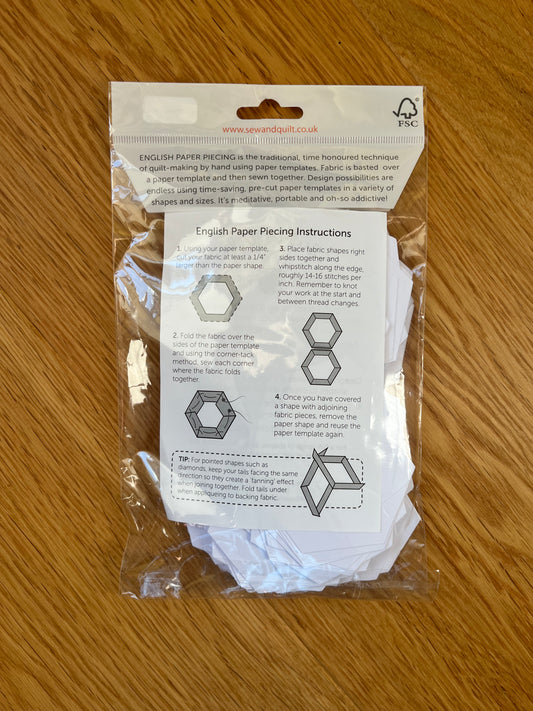 www.sewandquilt.co.uk
FSC
ENGLISH PAPER PIECING is the traditional, time honoured technique
of quilt-making by hand using paper templates. Fabric is basted over
a paper template and then sewn together. Design possibilities are
endless using time-saving, pre-cut paper templates in a variety of
shapes and sizes. It's meditative, portable and oh-so addictive!
English Paper Piecing Instructions
1. Using your paper template,
cut your fabric at least a 1/4"
larger than the paper shape
2. Fold the fabric over the
sides of the paper template
and using the corner-tack
method, sew each corner
where the fabric folds
together.
3. Place fabric shapes right
sides together and
whipstitch along the edge,
roughly 14-16 stitches per
inch. Remember to knot
your work at the start and
between thread changes.
4. Once you have covered
a shape with adjoining
fabric pieces, remove the
paper shape and reuse the
paper template again.
TIP: For pointed shapes such as
diamonds, keep your tails facing the same
direction so they create a 'fanning' effect
when joining together. Fold tails under
when appliqueing to backing fabric.